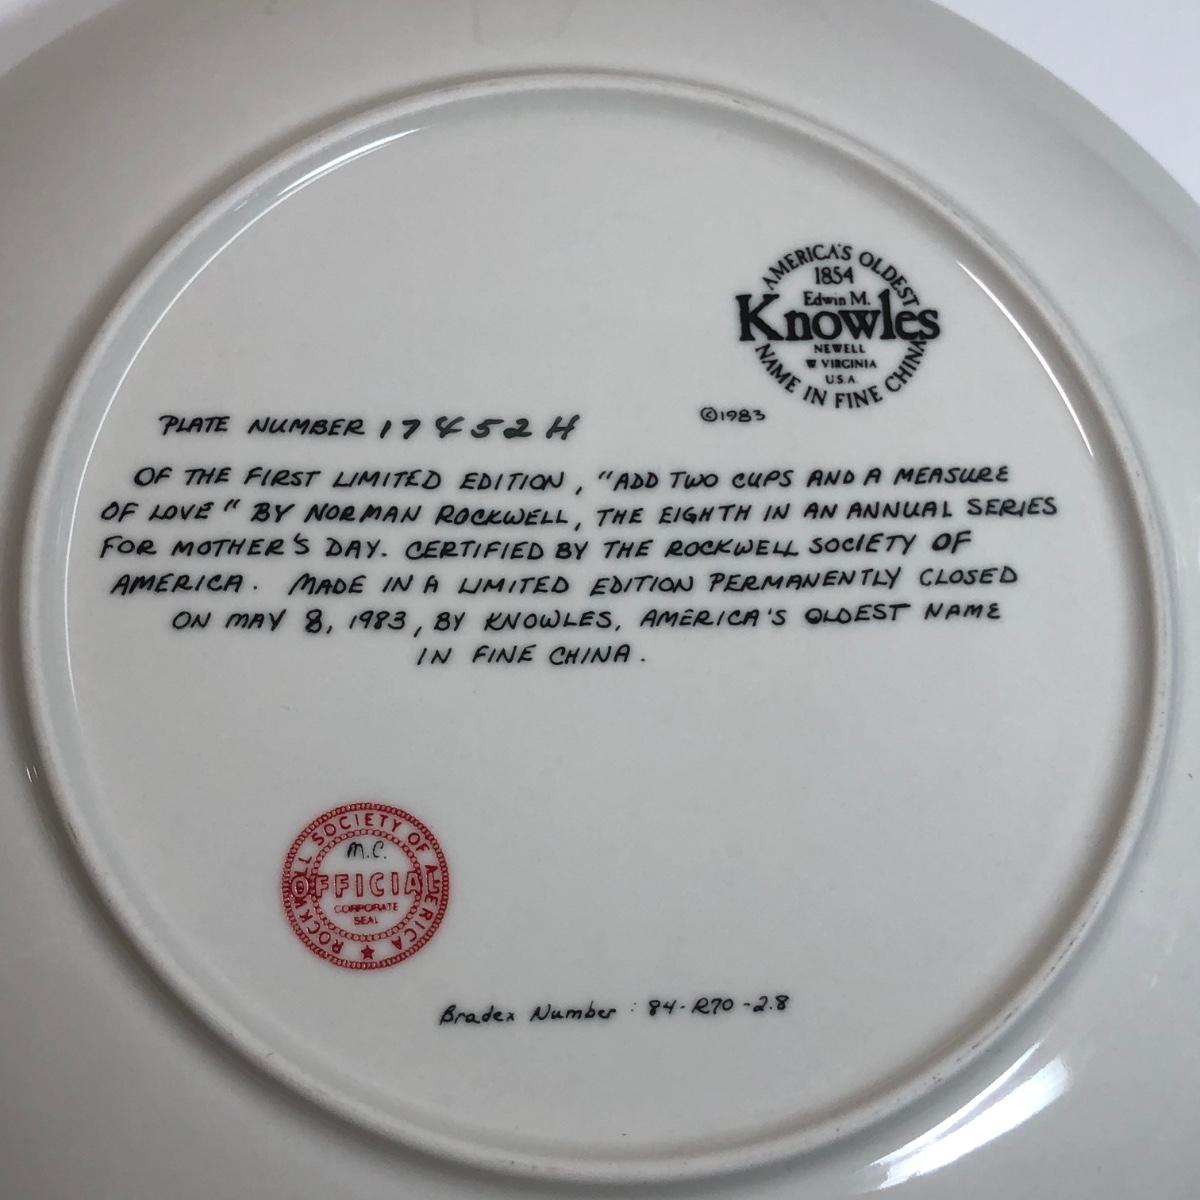 AMERICA'S OLDEST
1854
Edwin M.
Knowles
NEWELL
W VIRGINIA
U.S.A.
NAME IN FINE CHINA
©1983
PLATE NUMBER 17452H
OF THE FIRST LIMITED EDITION, "ADD TWO CUPS AND A MEASURE
OF LOVE" BY NORMAN ROCKWELL, THE EIGHTH IN AN ANNUAL SERIES
FOR MOTHER'S DAY. CERTIFIED BY THE ROCKWELL SOCIETY OF
AMERICA. MADE IN A LIMITED EDITION PERMANENTLY CLOSED
ON MAY 8, 1983, BY KNOWLES, AMERICA'S OLDEST NAME
IN FINE CHINA.
ROCKWELL SOCIETY OF AMERICA
M.C.
OFFICIAL
CORPORATE
SEAL
Bradex Number: 84-R70-2.8